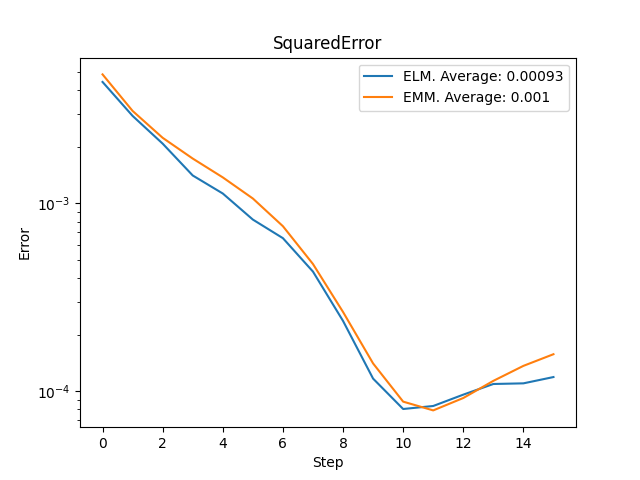 SquaredError
ELM. Average: 0.00093
EMM. Average: 0.001
10⁻³
10⁻⁴
Error
0 2 4 6 8 10 12 14
Step